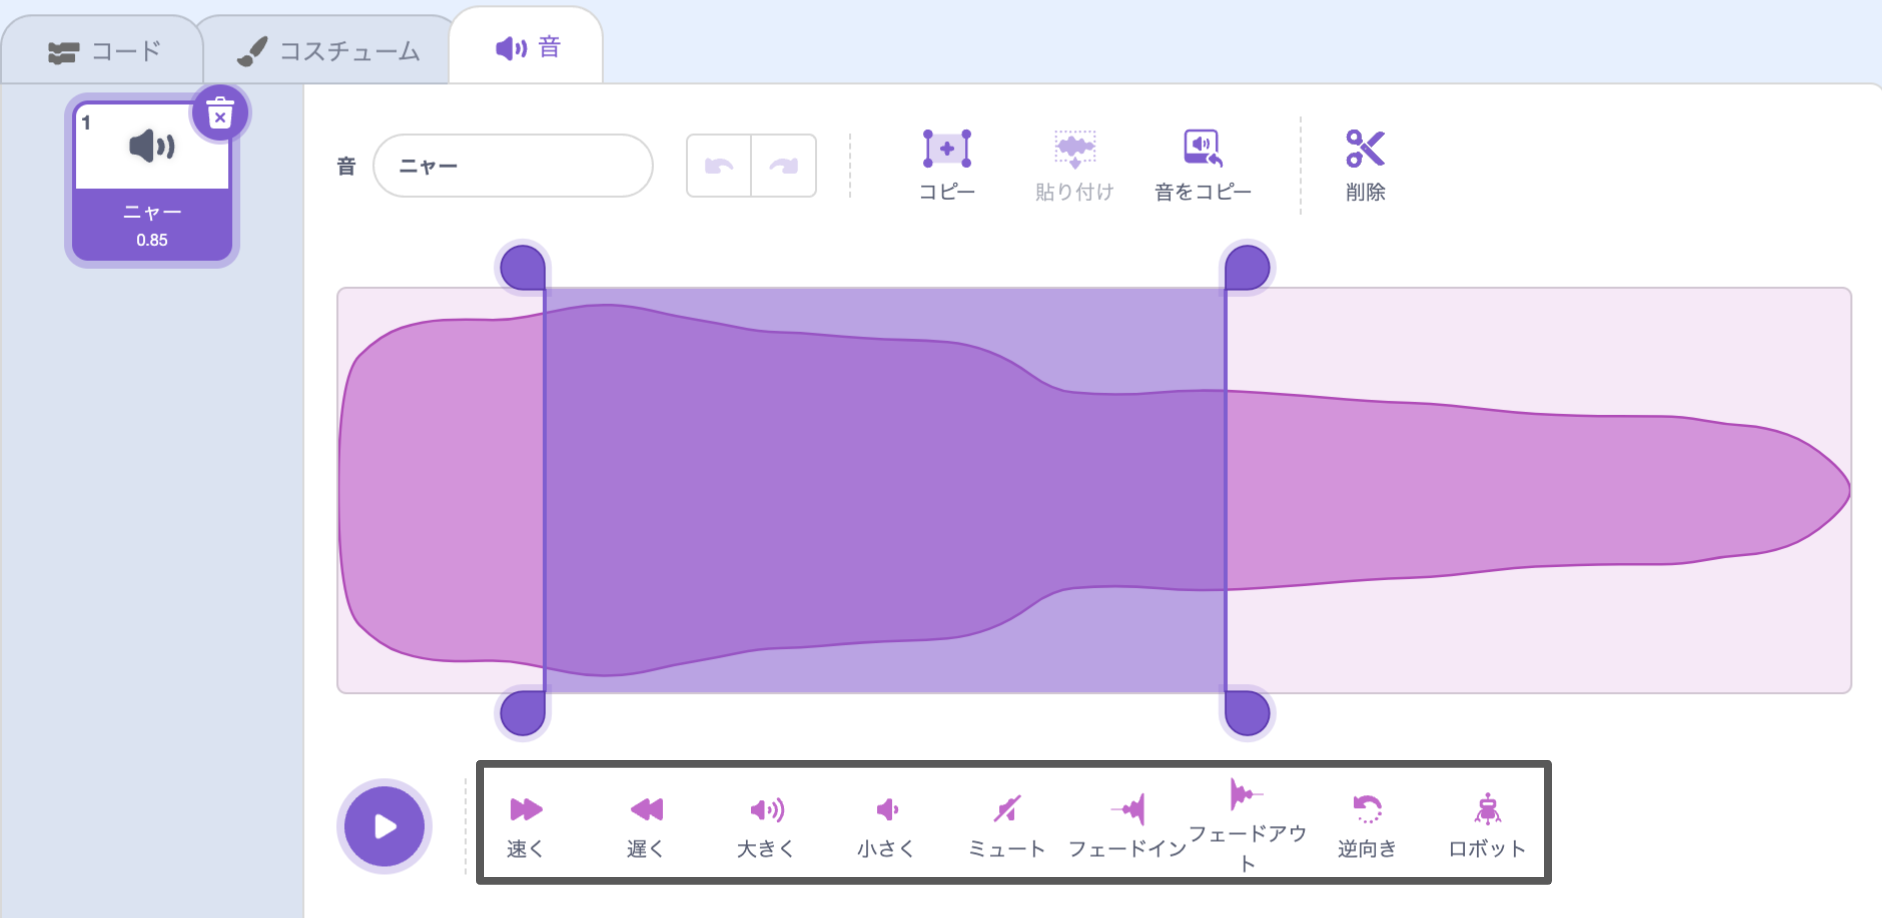 コード
コスチューム
音
1
ニャー
0.85
音
ニャー
コピー
貼り付け
音をコピー
削除
速く
遅く
大きく
小さく
ミュート
フェードイン
フェードアウ
ト
逆向き
ロボット